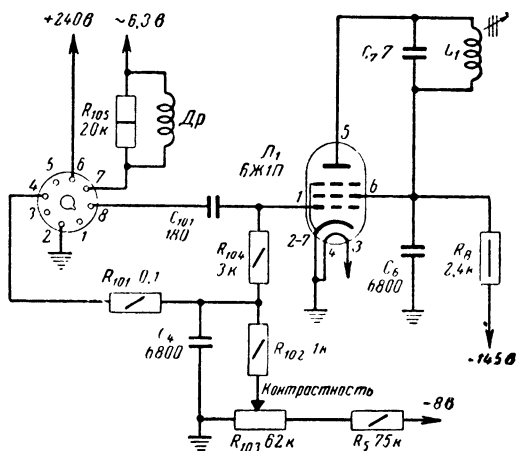 +240в
~6,3в
R105
20к
Др
5
6
7
4
3
8
2
1
C101
180
Л1
6Ж1П
5
1
6
2-7
4
3
C7 7
L1
R104
3к
C6
6800
R8
2,4к
-145в
R101 0,1
C4
6800
R102 1к
Контрастность
-8в
R103 62к
R5 75к